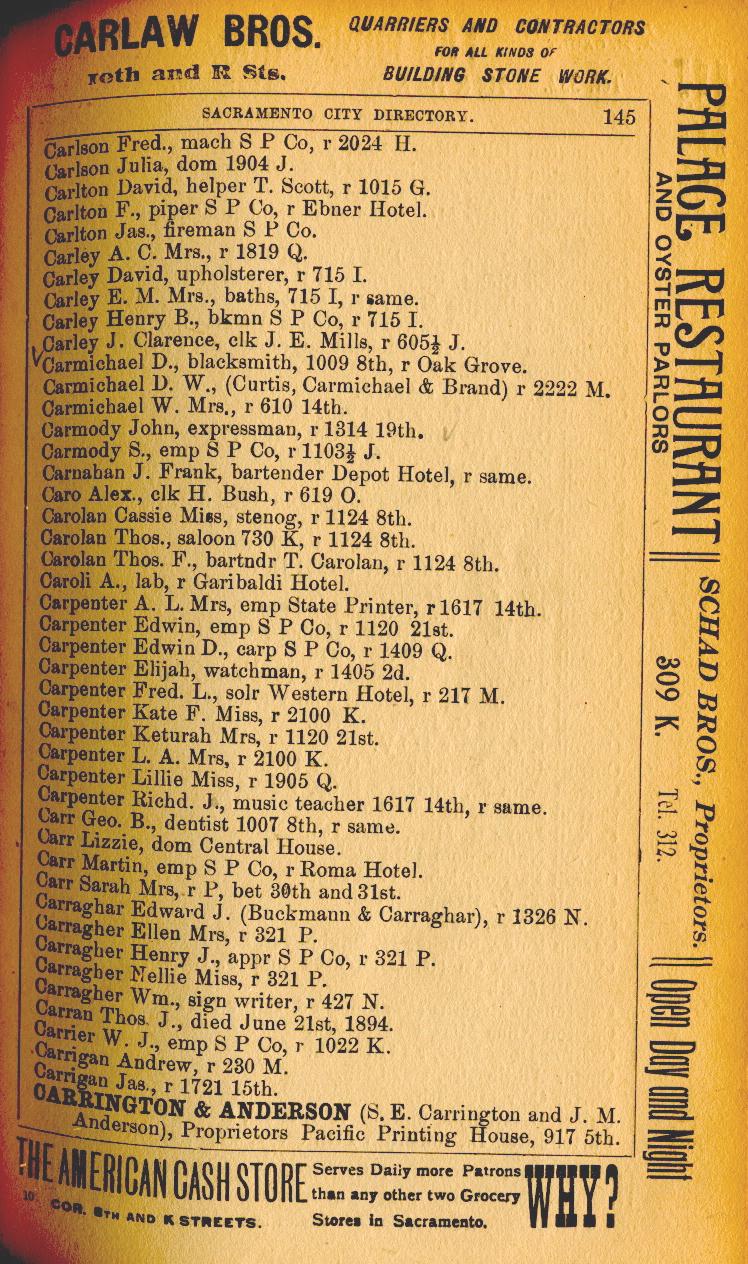 CARLAW BROS.
10th and R Sts.
QUARRIERS AND CONTRACTORS
FOR ALL KINDS OF
BUILDING STONE WORK.
SACRAMENTO CITY DIRECTORY. 145
Carlson Fred., mach S P Co, r 2024 H.
Carlson Julia, dom 1904 J.
Carlton David, helper T. Scott, r 1015 G.
Carlton F., piper S P Co, r Ebner Hotel.
Carlton Jas., fireman S P Co.
Carley A. C. Mrs., r 1819 Q.
Carley David, upholsterer, r 715 I.
Carley E. M. Mrs., baths, 715 I, r same.
Carley Henry B., bkmn S P Co, r 715 I.
Carley J. Clarence, clk J. E. Mills, r 605½ J.
Carmichael D., blacksmith, 1009 8th, r Oak Grove.
Carmichael D. W., (Curtis, Carmichael & Brand) r 2222 M.
Carmichael W. Mrs., r 610 14th.
Carmody John, expressman, r 1314 19th.
Carmody S., emp S P Co, r 1103½ J.
Carnahan J. Frank, bartender Depot Hotel, r same.
Caro Alex., clk H. Bush, r 619 O.
Carolan Cassie Miss, stenog, r 1124 8th.
Carolan Thos., saloon 730 K, r 1124 8th.
Carolan Thos. F., bartndr T. Carolan, r 1124 8th.
Caroli A., lab, r Garibaldi Hotel.
Carpenter A. L. Mrs, emp State Printer, r 1617 14th.
Carpenter Edwin, emp S P Co, r 1120 21st.
Carpenter Edwin D., carp S P Co, r 1409 Q.
Carpenter Elijah, watchman, r 1405 2d.
Carpenter Fred. L., solr Western Hotel, r 217 M.
Carpenter Kate F. Miss, r 2100 K.
Carpenter Keturah Mrs, r 1120 21st.
Carpenter L. A. Mrs, r 2100 K.
Carpenter Lillie Miss, r 1905 Q.
Carpenter Richd. J., music teacher 1617 14th, r same.
Carr Geo. B., dentist 1007 8th, r same.
Carr Lizzie, dom Central House.
Carr Martin, emp S P Co, r Roma Hotel.
Carr Sarah Mrs, r P, bet 30th and 31st.
Carraghar Edward J. (Buckmann & Carraghar), r 1326 N.
Carragher Ellen Mrs, r 321 P.
Carragher Henry J., appr S P Co, r 321 P.
Carragher Nellie Miss, r 321 P.
Carragher Wm., sign writer, r 427 N.
Carran Thos. J., died June 21st, 1894.
Carrier W. J., emp S P Co, r 1022 K.
Carrigan Andrew, r 230 M.
Carrigan Jas., r 1721 15th.
CARRINGTON & ANDERSON (S. E. Carrington and J. M.
Anderson), Proprietors Pacific Printing House, 917 5th.
PALACE RESTAURANT
AND OYSTER PARLORS
SCHAD BROS., Proprietors.
309 K. Tel. 312.
Open Day and Night
THE AMERICAN CASH STORE
COR. 8TH AND K STREETS.
Serves Daily more Patrons
than any other two Grocery
Stores in Sacramento.
WHY?
10